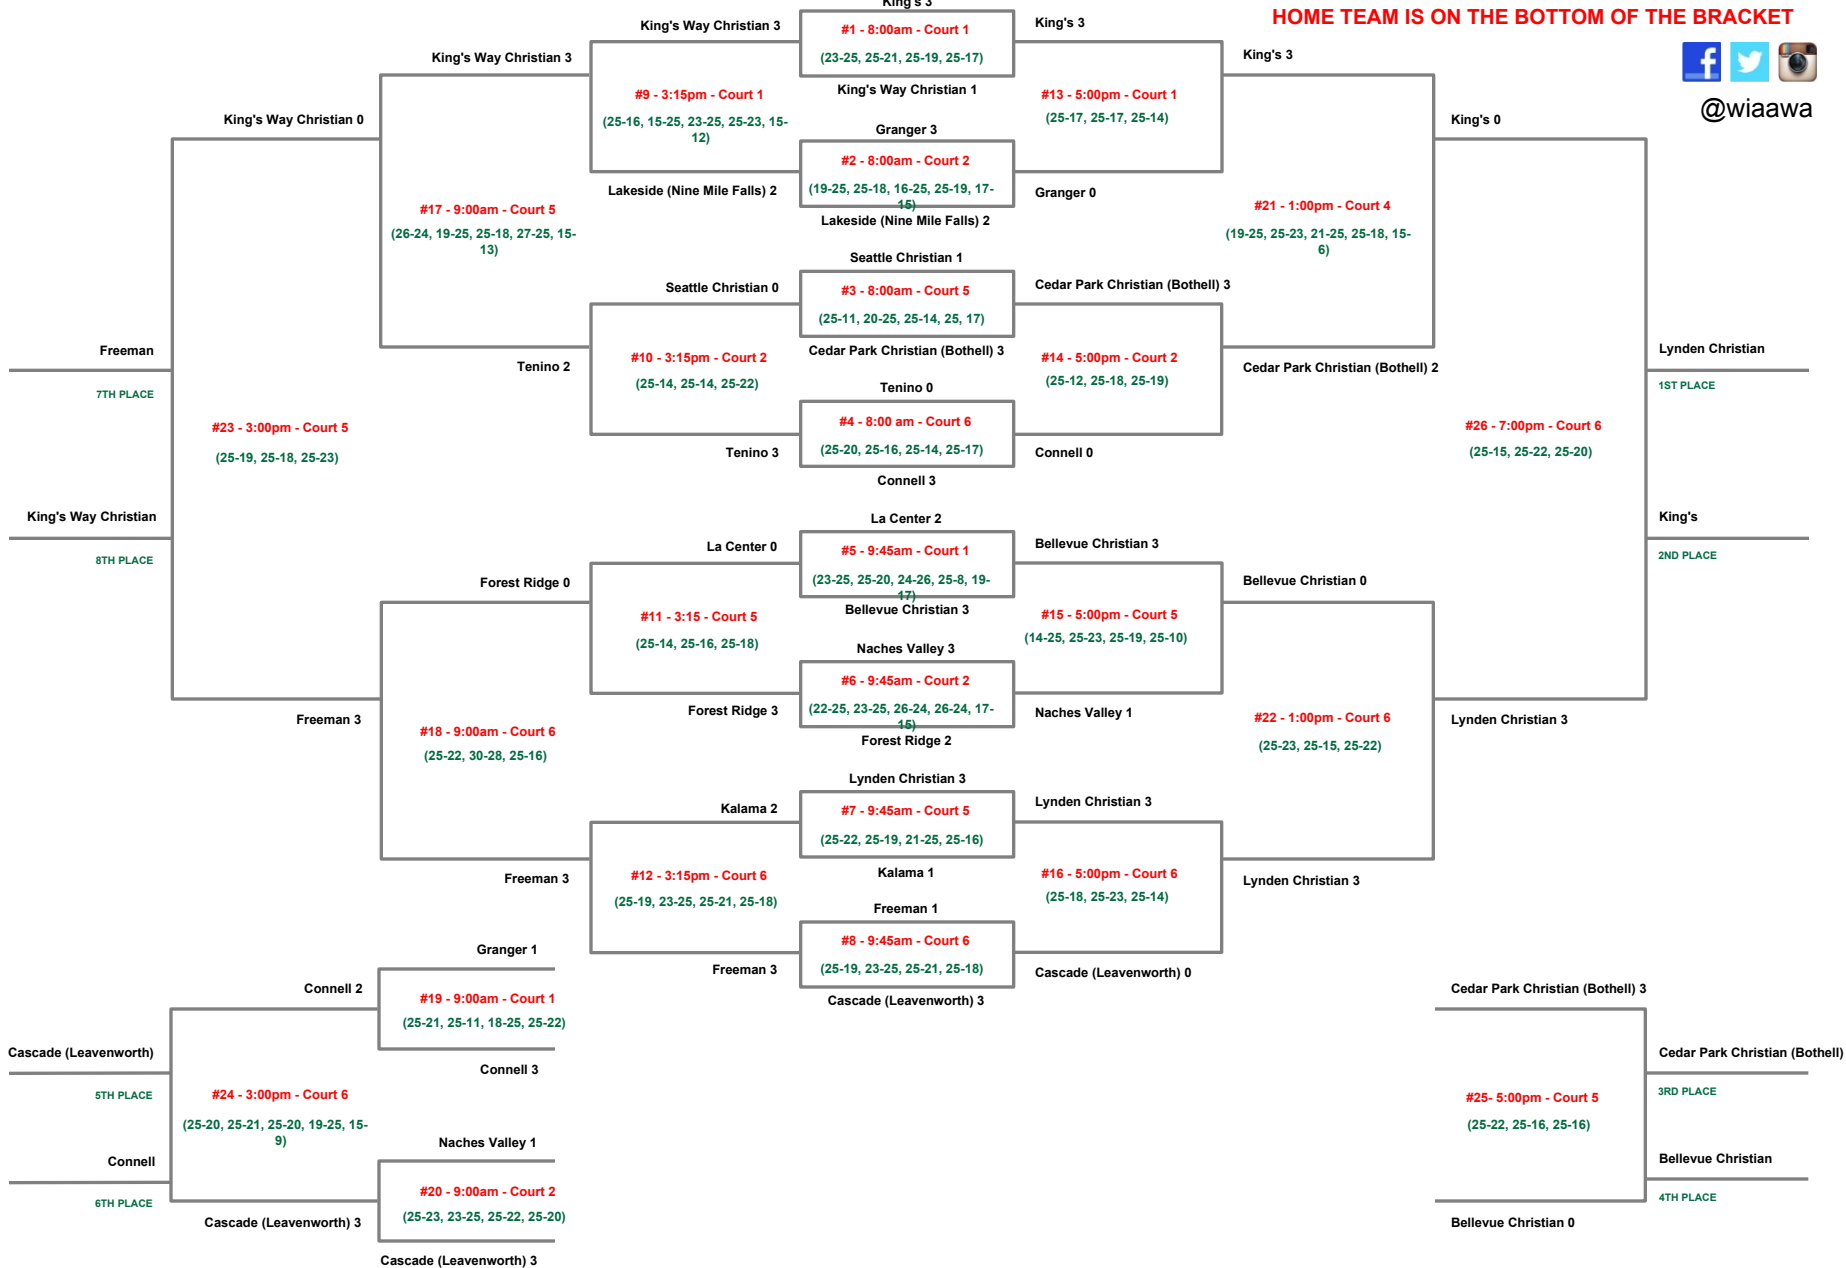 King's 3
HOME TEAM IS ON THE BOTTOM OF THE BRACKET
King's Way Christian 3
#1 - 8:00am - Court 1
King's 3
(23-25, 25-21, 25-19, 25-17)
King's Way Christian 3
King's 3
King's Way Christian 1
#9 - 3:15pm - Court 1
#13 - 5:00pm - Court 1
@wiaawa
(25-16, 15-25, 23-25, 25-23, 15-
12)
(25-17, 25-17, 25-14)
King's Way Christian 0
King's 0
Granger 3
#2 - 8:00am - Court 2
(19-25, 25-18, 16-25, 25-19, 17-
15)
Lakeside (Nine Mile Falls) 2
Granger 0
Lakeside (Nine Mile Falls) 2
#17 - 9:00am - Court 5
(26-24, 19-25, 25-18, 27-25, 15-
13)
#21 - 1:00pm - Court 4
(19-25, 25-23, 21-25, 25-18, 15-
6)
Seattle Christian 1
Seattle Christian 0
#3 - 8:00am - Court 5
Cedar Park Christian (Bothell) 3
(25-11, 20-25, 25-14, 25, 17)
Cedar Park Christian (Bothell) 3
Freeman
Lynden Christian
7TH PLACE
1ST PLACE
Tenino 2
#10 - 3:15pm - Court 2
(25-14, 25-14, 25-22)
#14 - 5:00pm - Court 2
(25-12, 25-18, 25-19)
Cedar Park Christian (Bothell) 2
Tenino 0
#4 - 8:00 am - Court 6
(25-20, 25-16, 25-14, 25-17)
#23 - 3:00pm - Court 5
(25-19, 25-18, 25-23)
#26 - 7:00pm - Court 6
(25-15, 25-22, 25-20)
Tenino 3
Connell 0
Connell 3
King's Way Christian
King's
8TH PLACE
2ND PLACE
La Center 2
La Center 0
#5 - 9:45am - Court 1
Bellevue Christian 3
(23-25, 25-20, 24-26, 25-8, 19-
17)
Forest Ridge 0
Bellevue Christian 0
Bellevue Christian 3
#11 - 3:15 - Court 5
(25-14, 25-16, 25-18)
#15 - 5:00pm - Court 5
(14-25, 25-23, 25-19, 25-10)
Naches Valley 3
#6 - 9:45am - Court 2
(22-25, 23-25, 26-24, 26-24, 17-
15)
Forest Ridge 3
Naches Valley 1
Forest Ridge 2
Freeman 3
Lynden Christian 3
#18 - 9:00am - Court 6
(25-22, 30-28, 25-16)
#22 - 1:00pm - Court 6
(25-23, 25-15, 25-22)
Lynden Christian 3
Kalama 2
#7 - 9:45am - Court 5
Lynden Christian 3
(25-22, 25-19, 21-25, 25-16)
Kalama 1
Freeman 3
#12 - 3:15pm - Court 6
(25-19, 23-25, 25-21, 25-18)
#16 - 5:00pm - Court 6
(25-18, 25-23, 25-14)
Lynden Christian 3
Freeman 1
#8 - 9:45am - Court 6
(25-19, 23-25, 25-21, 25-18)
Freeman 3
Cascade (Leavenworth) 0
Cascade (Leavenworth) 3
Granger 1
Connell 2
#19 - 9:00am - Court 1
(25-21, 25-11, 18-25, 25-22)
Connell 3
Cedar Park Christian (Bothell) 3
Cascade (Leavenworth)
Cedar Park Christian (Bothell)
5TH PLACE
3RD PLACE
#24 - 3:00pm - Court 6
(25-20, 25-21, 25-20, 19-25, 15-
9)
#25- 5:00pm - Court 5
(25-22, 25-16, 25-16)
Naches Valley 1
Connell
Bellevue Christian
6TH PLACE
4TH PLACE
#20 - 9:00am - Court 2
(25-23, 23-25, 25-22, 25-20)
Cascade (Leavenworth) 3
Bellevue Christian 0
Cascade (Leavenworth) 3